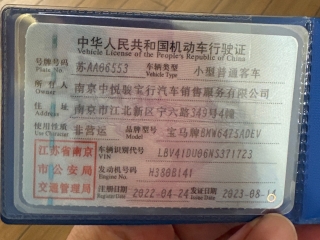 中华人民共和国机动车行驶证
Vehicle License of the People's Republic of China
号牌号码 苏AA06553 车辆类型 小型普通客车
Plate No. Vehicle Type
所有人 南京中悦骏宝行汽车销售服务有限公司
Owner
住址 南京市江北新区宁六路349号4幢
Address
使用性质 非营运 品牌型号 宝马牌BMW6475ADEV
Use Character Model
江苏省南京市公安局交通管理局
车辆识别代号 LBV41DU06NS371723
VIN
发动机号码 H3808141
Engine No.
注册日期 2022-04-24 发证日期
Register Date Issue Date